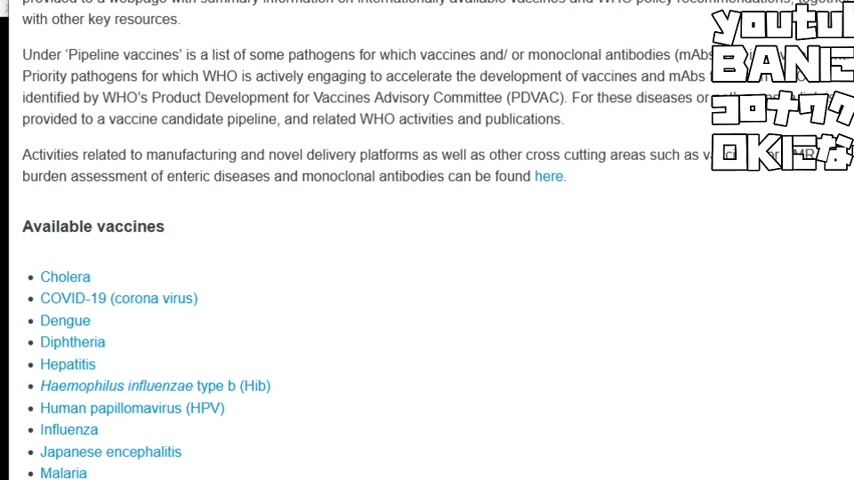 provided to a webpage with summary information on internationally available vaccines and WHO policy recommendations, together
with other key resources.
Under ‘Pipeline vaccines’ is a list of some pathogens for which vaccines and/ or monoclonal antibodies (mAbs
Priority pathogens for which WHO is actively engaging to accelerate the development of vaccines and mAbs
identified by WHO’s Product Development for Vaccines Advisory Committee (PDVAC). For these diseases or
provided to a vaccine candidate pipeline, and related WHO activities and publications.
Activities related to manufacturing and novel delivery platforms as well as other cross cutting areas such as
burden assessment of enteric diseases and monoclonal antibodies can be found here.
youtu
BAN
コロナワク
OKにな
Available vaccines
Cholera
COVID-19 (corona virus)
Dengue
Diphtheria
Hepatitis
Haemophilus influenzae type b (Hib)
Human papillomavirus (HPV)
Influenza
Japanese encephalitis
Malaria